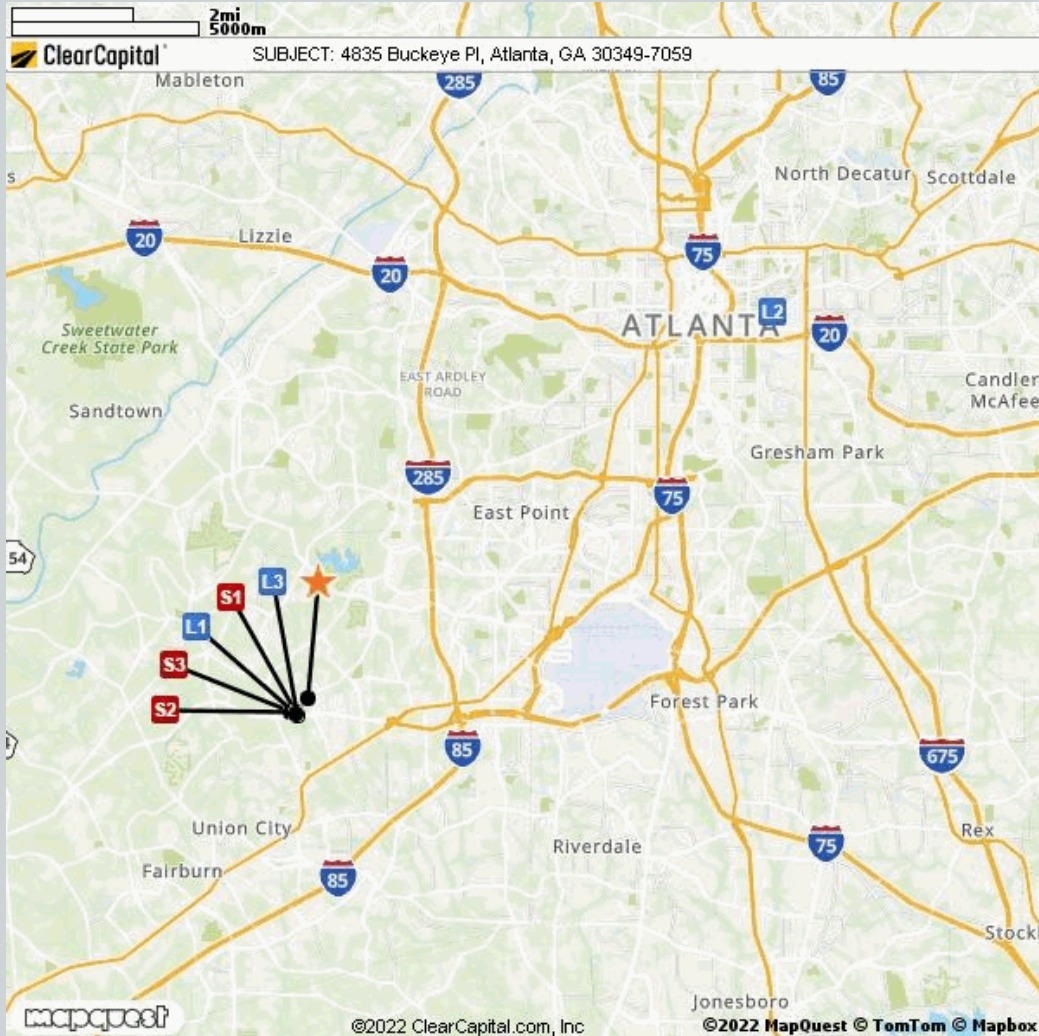 2mi
5000m
ClearCapital
SUBJECT: 4835 Buckeye Pl, Atlanta, GA 30349-7059
Mableton
285
85
North Decatur
Scottdale
s
20
Lizzie
75
20
L2
ATLANTA
20
Sweetwater
Creek State Park
EAST ARDLEY
ROAD
Candler
McAfee
Sandtown
Gresham Park
285
75
East Point
54
L3
S1
L1
S3
S2
Forest Park
85
675
Union City
Rex
Riverdale
75
Fairburn
85
Stock
Jonesboro
mapquest
©2022 ClearCapital.com, Inc
©2022 MapQuest © TomTom © Mapbox